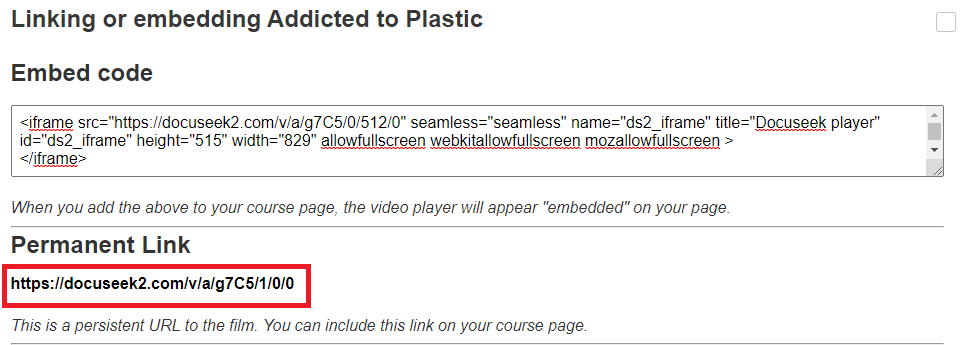 Linking or embedding Addicted to Plastic
Embed code
<iframe src="https://docuseek2.com/v/a/g7C5/0/512/0" seamless="seamless" name="ds2_iframe" title="Docuseek player"
id="ds2_iframe" height="515" width="829" allowfullscreen webkitallowfullscreen mozallowfullscreen >
</iframe>
When you add the above to your course page, the video player will appear "embedded" on your page.
Permanent Link
https://docuseek2.com/v/a/g7C5/1/0/0
This is a persistent URL to the film. You can include this link on your course page.